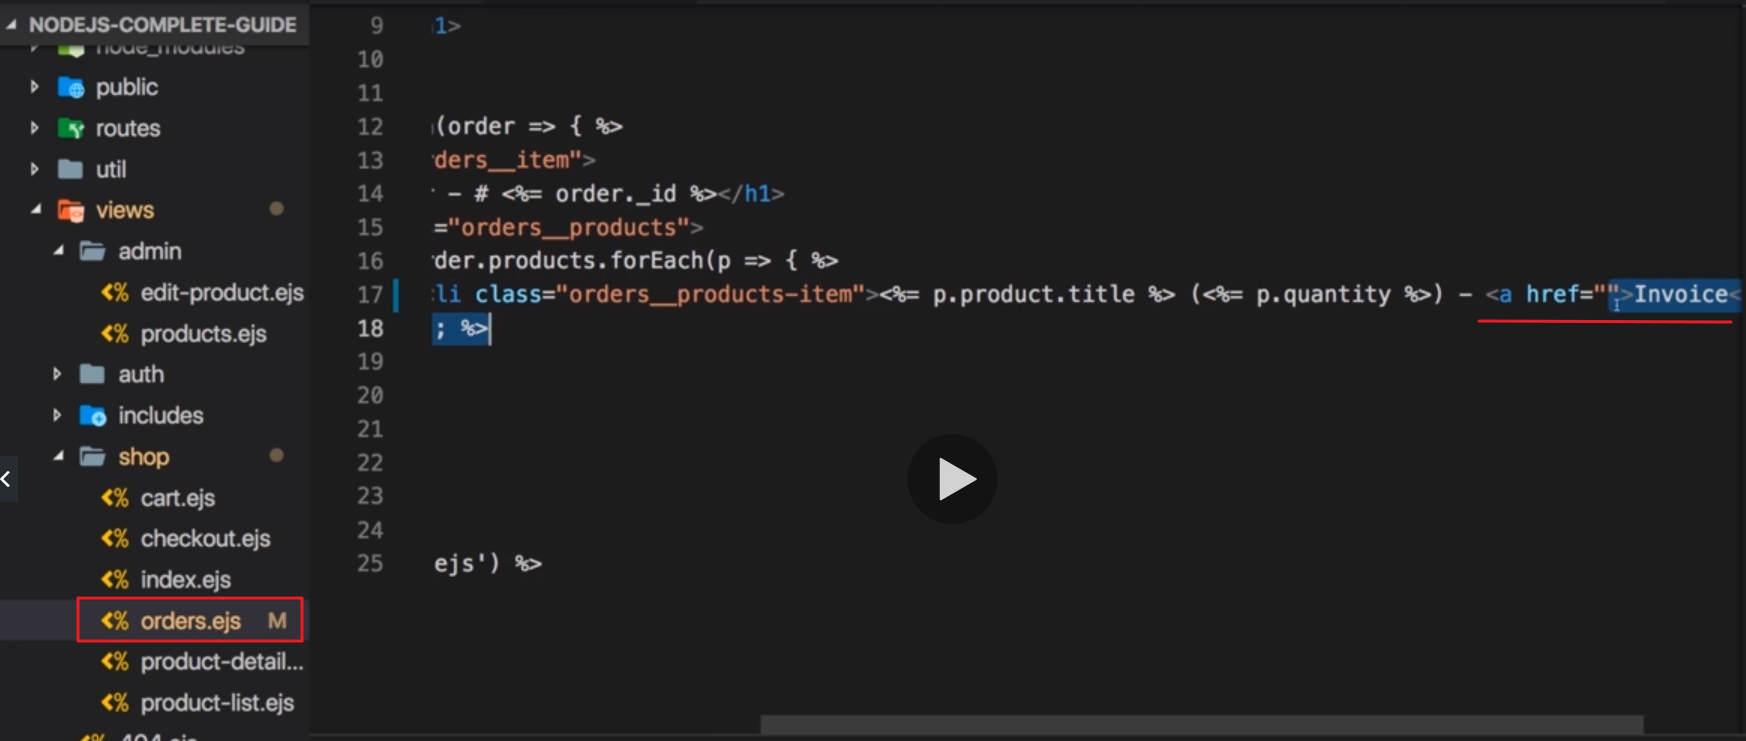 NODEJS-COMPLETE-GUIDE
node_modules
public
routes
util
views
admin
<% edit-product.ejs
<% products.ejs
auth
includes
shop
<% cart.ejs
<% checkout.ejs
<% index.ejs
<% orders.ejs M
<% product-detail...
<% product-list.ejs
<% 404.ejs
9 1>
10
11
12 (order => { %>
13 ders__item">
14 - # <%= order._id %></h1>
15 ="orders__products">
16 der.products.forEach(p => { %>
17 li class="orders__products-item"><%= p.product.title %> (<%= p.quantity %>) - <a href="">Invoice<
18 ; %>
19
20
21
22
23
24
25 ejs') %>